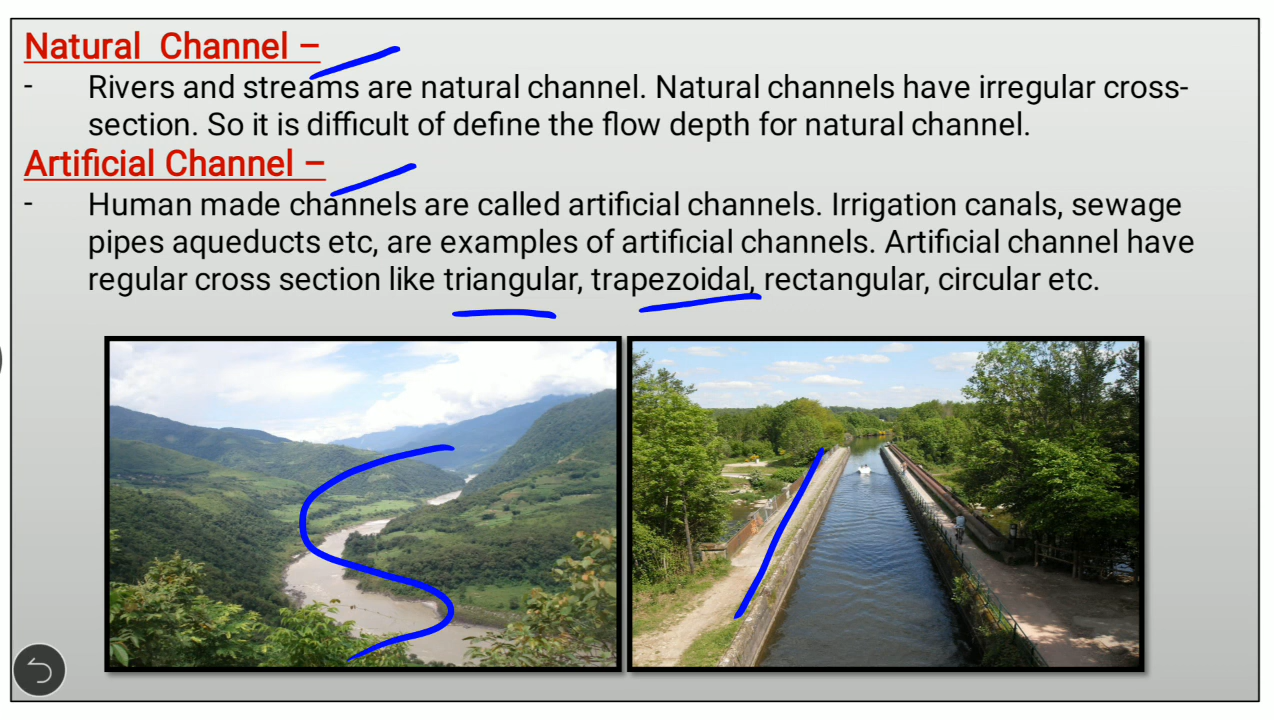 Natural Channel –
- Rivers and streams are natural channel. Natural channels have irregular cross-
section. So it is difficult of define the flow depth for natural channel.
Artificial Channel –
- Human made channels are called artificial channels. Irrigation canals, sewage
pipes aqueducts etc, are examples of artificial channels. Artificial channel have
regular cross section like triangular, trapezoidal, rectangular, circular etc.